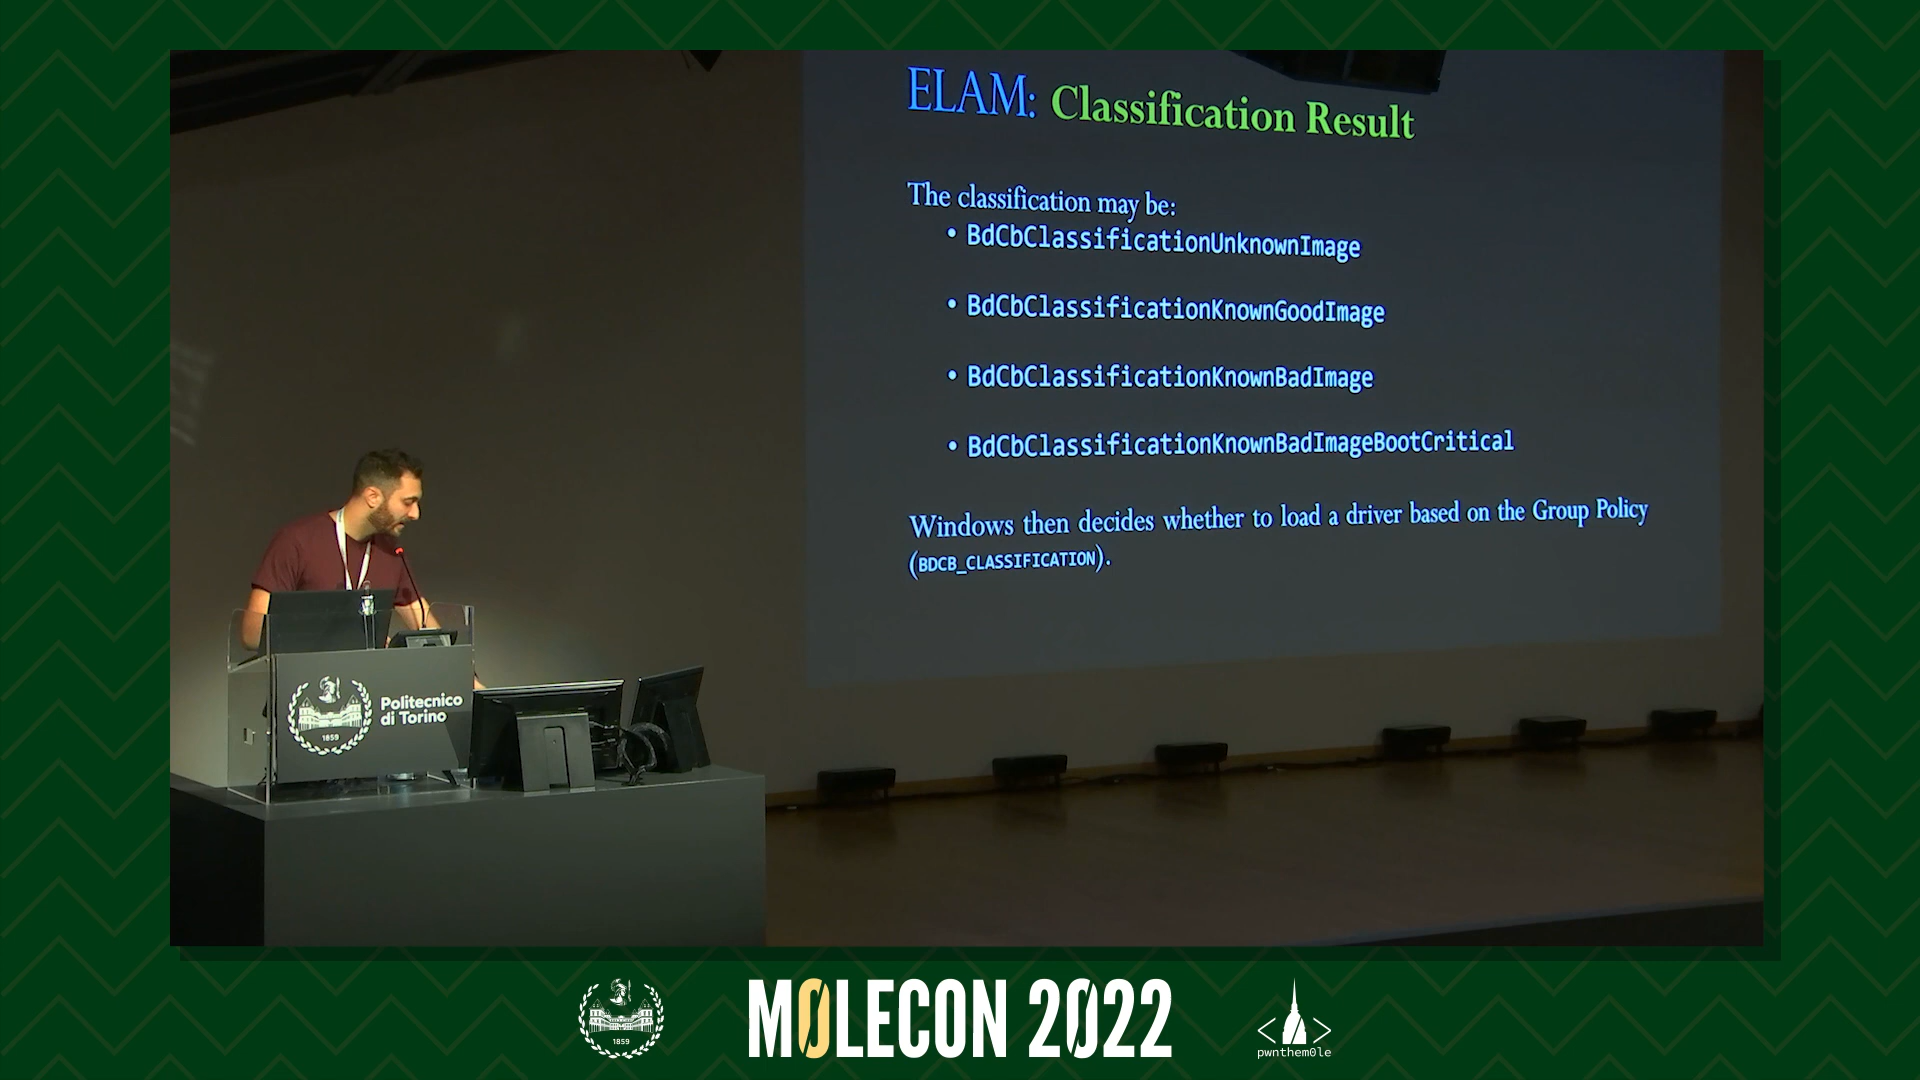 ELAM: Classification Result
The classification may be:
• BdCbClassificationUnknownImage
• BdCbClassificationKnownGoodImage
• BdCbClassificationKnownBadImage
• BdCbClassificationKnownBadImageBootCritical
Windows then decides whether to load a driver based on the Group Policy
(BDCB_CLASSIFICATION).
Politecnico
di Torino
1859
1859
MØLECON 2022
<>
pwnthem0le